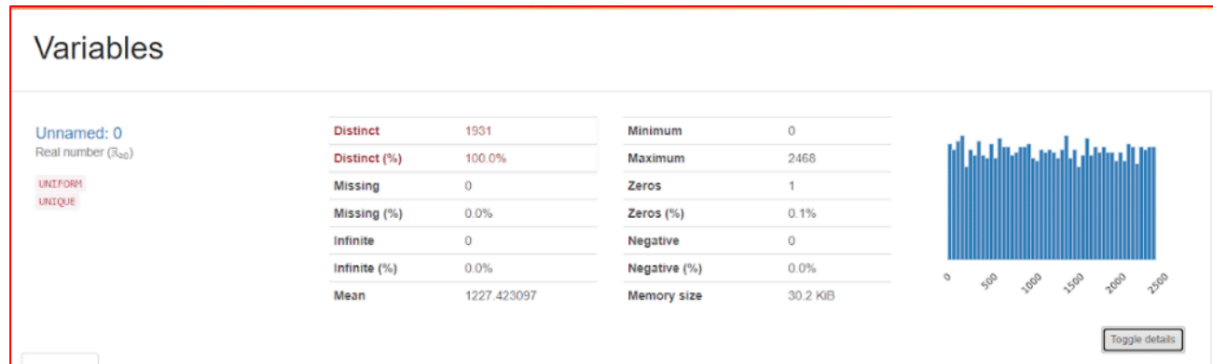 Variables
Unnamed: 0
Real number (ℝ≥0)
UNIFORM
UNIQUE
Distinct 1931
Distinct (%) 100.0%
Missing 0
Missing (%) 0.0%
Infinite 0
Infinite (%) 0.0%
Mean 1227.423097
Minimum 0
Maximum 2468
Zeros 1
Zeros (%) 0.1%
Negative 0
Negative (%) 0.0%
Memory size 30.2 KiB
0 500 1000 1500 2000 2500
Toggle details